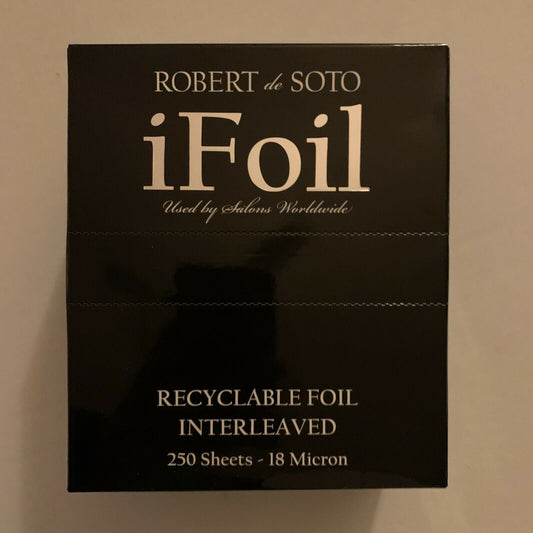 ROBERT de SOTO
iFoil
Used by Salons Worldwide
RECYCLABLE FOIL
INTERLEAVED
250 Sheets - 18 Micron